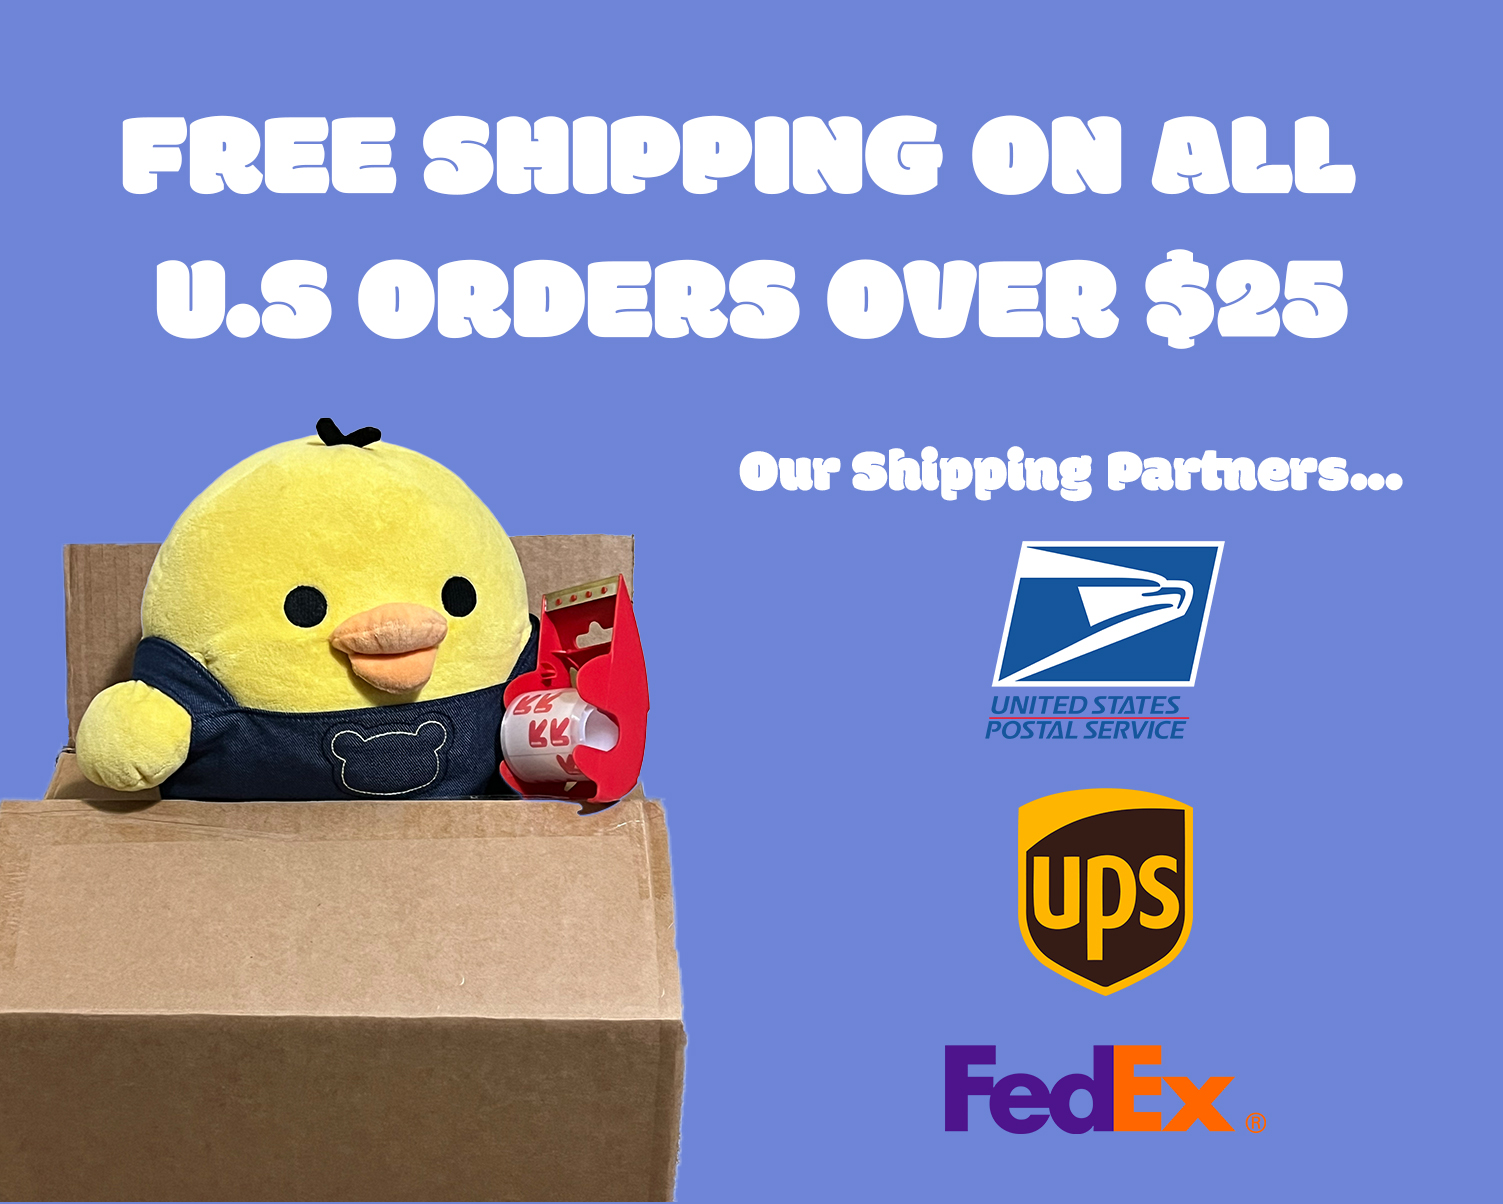 FREE SHIPPING ON ALL
U.S ORDERS OVER $25
Our Shipping Partners...
UNITED STATES
POSTAL SERVICE
ups
FedEx®